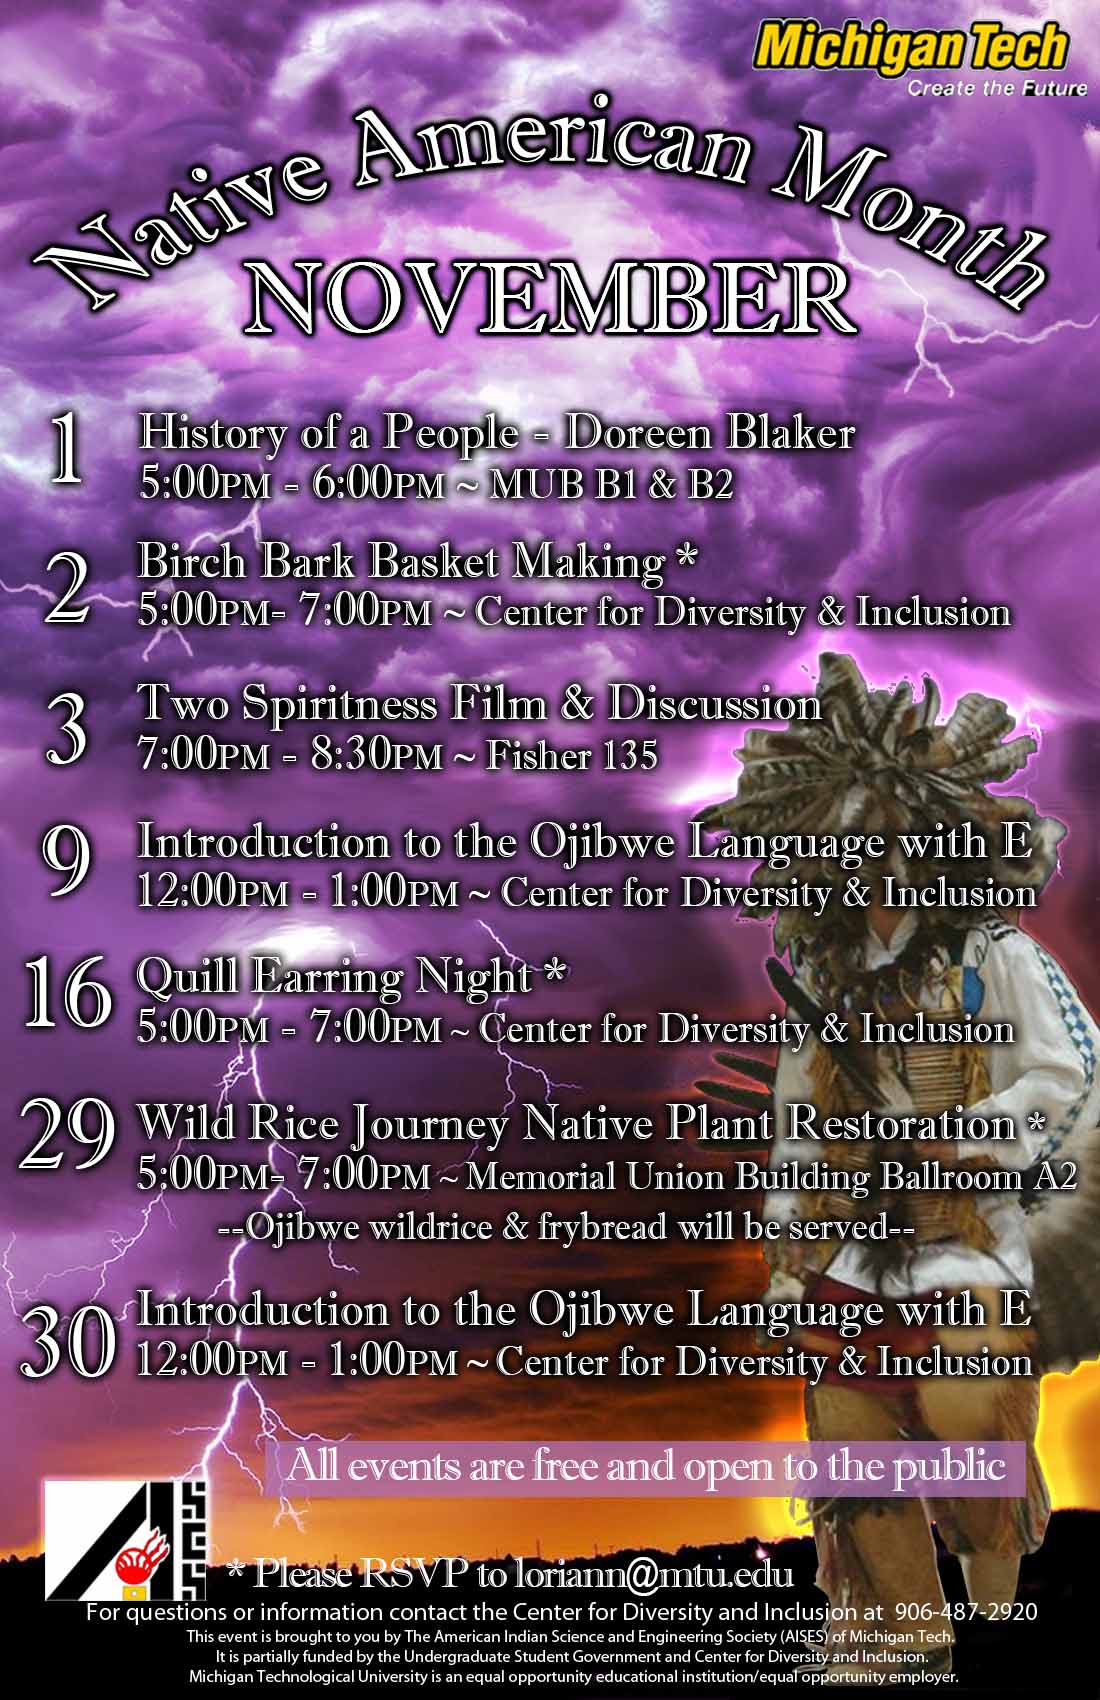 Michigan Tech
Create the Future
Native American Month
NOVEMBER
1
History of a People - Doreen Blaker
5:00PM - 6:00PM ~ MUB B1 & B2
2
Birch Bark Basket Making *
5:00PM- 7:00PM ~ Center for Diversity & Inclusion
3
Two Spiritness Film & Discussion
7:00PM - 8:30PM ~ Fisher 135
9
Introduction to the Ojibwe Language with E
12:00PM - 1:00PM ~ Center for Diversity & Inclusion
16
Quill Earring Night *
5:00PM - 7:00PM ~ Center for Diversity & Inclusion
29
Wild Rice Journey Native Plant Restoration *
5:00PM- 7:00PM ~ Memorial Union Building Ballroom A2
--Ojibwe wildrice & frybread will be served--
30
Introduction to the Ojibwe Language with E
12:00PM - 1:00PM ~ Center for Diversity & Inclusion
All events are free and open to the public
AISES
* Please RSVP to loriann@mtu.edu
For questions or information contact the Center for Diversity and Inclusion at 906-487-2920
This event is brought to you by The American Indian Science and Engineering Society (AISES) of Michigan Tech.
It is partially funded by the Undergraduate Student Government and Center for Diversity and Inclusion.
Michigan Technological University is an equal opportunity educational institution/equal opportunity employer.